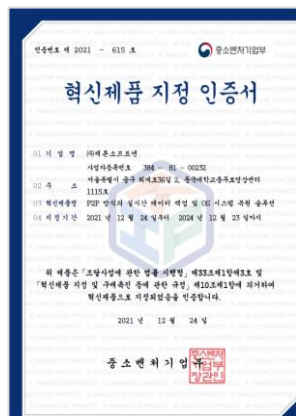 인증번호 제 2021 - 615 호
중소벤처기업부
혁신제품 지정 인증서
01 기 업 명 ㈜테른소프트앤
사업자등록번호 384 - 81 - 00232
02 주 소 서울특별시 중구 퇴계로36길 2, 동국대학교충무로영상센터
1115호
03 혁신제품명 P2P 방식의 실시간 데이터 백업 및 OS 시스템 복원 솔루션
04 지정기간 2021 년 12 월 24 일부터 2024 년 12 월 23 일까지
위 제품은 「조달사업에 관한 법률 시행령」 제33조제1항제3호 및
「혁신제품 지정 및 구매촉진 등에 관한 규정」 제10조제1항에 의거하여
혁신제품으로 지정되었음을 인증합니다.
2021 년 12 월 24 일
중소벤처기업부